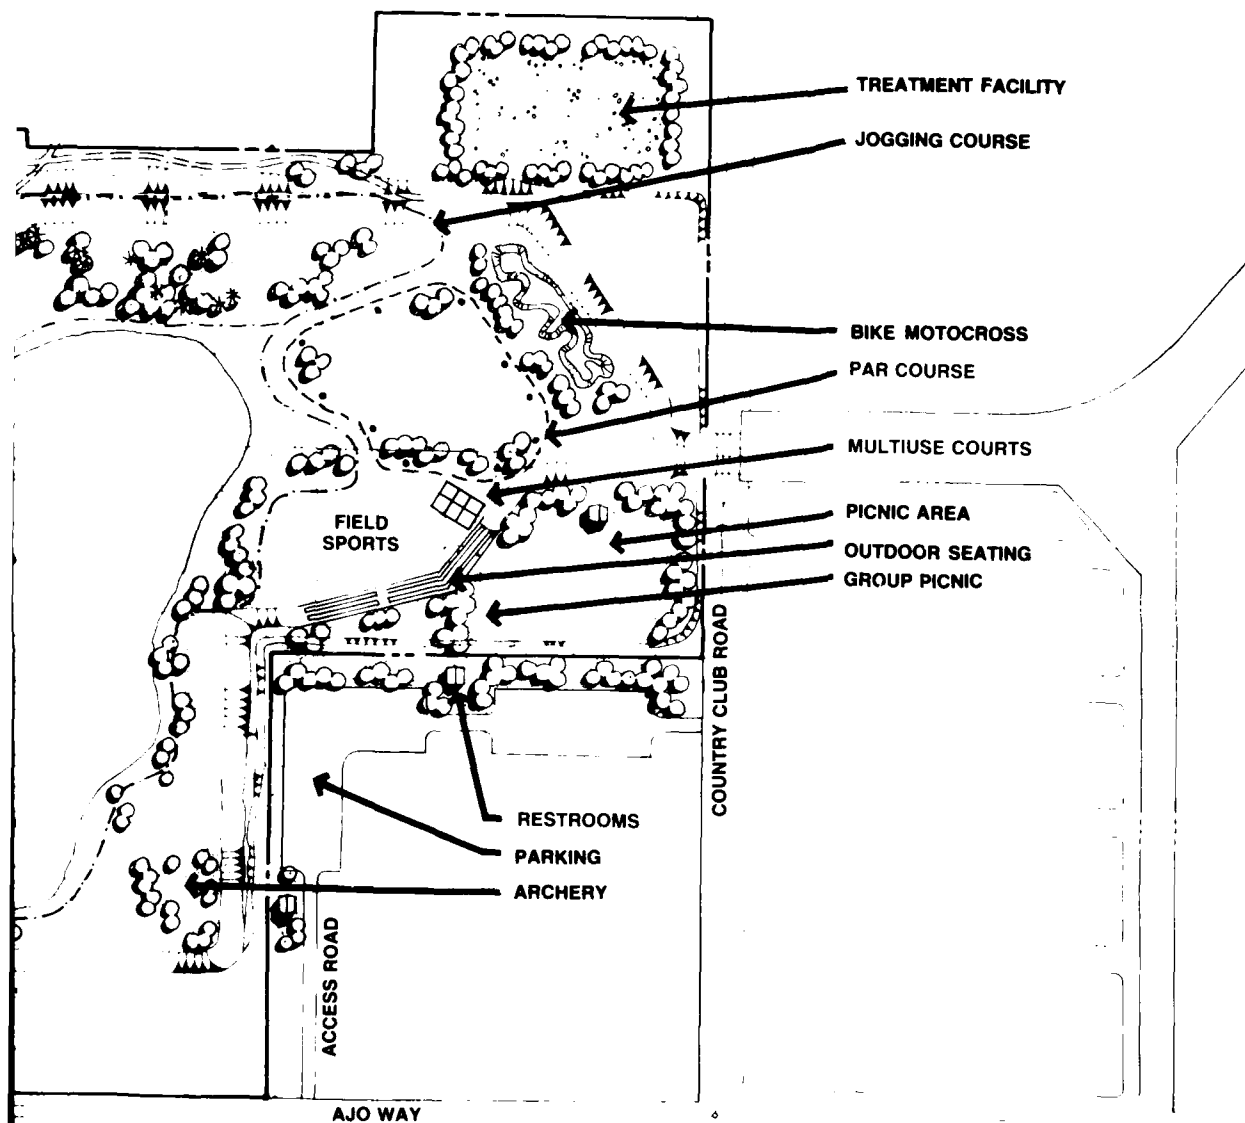 TREATMENT FACILITY
JOGGING COURSE
BIKE MOTOCROSS
PAR COURSE
MULTIUSE COURTS
FIELD
SPORTS
PICNIC AREA
OUTDOOR SEATING
GROUP PICNIC
COUNTRY CLUB ROAD
RESTROOMS
PARKING
ARCHERY
ACCESS ROAD
AJO WAY